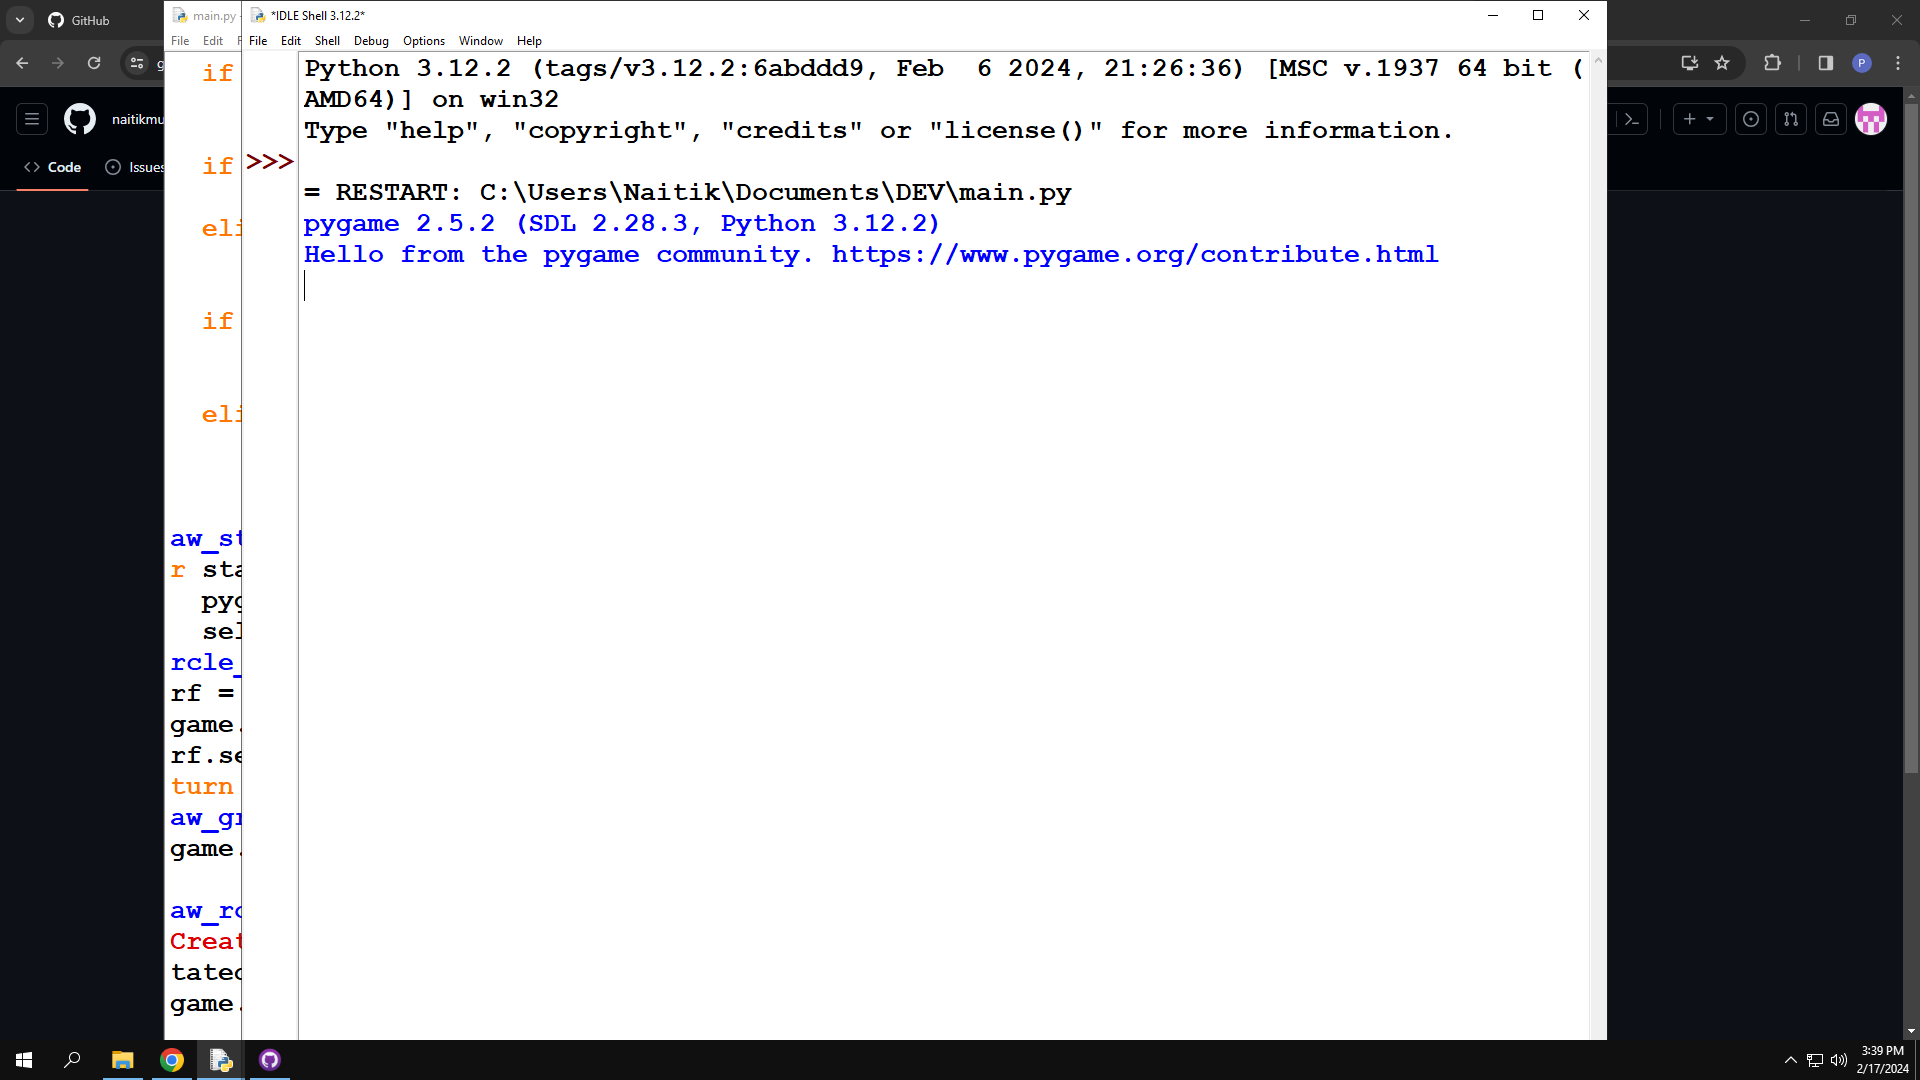 GitHub
main.py -
*IDLE Shell 3.12.2*
File Edit
File Edit Shell Debug Options Window Help
g
P
naitikmu
Code
Issues
Python 3.12.2 (tags/v3.12.2:6abddd9, Feb  6 2024, 21:26:36) [MSC v.1937 64 bit (
AMD64)] on win32
Type "help", "copyright", "credits" or "license()" for more information.
>>>
= RESTART: C:\Users\Naitik\Documents\DEV\main.py
pygame 2.5.2 (SDL 2.28.3, Python 3.12.2)
Hello from the pygame community. https://www.pygame.org/contribute.html
if
if
eli
if
eli
aw_st
r sta
pyg
sel
rcle_
rf =
game.
rf.se
turn
aw_gr
game.
aw_ro
Creat
tated
game.
3:39 PM
2/17/2024